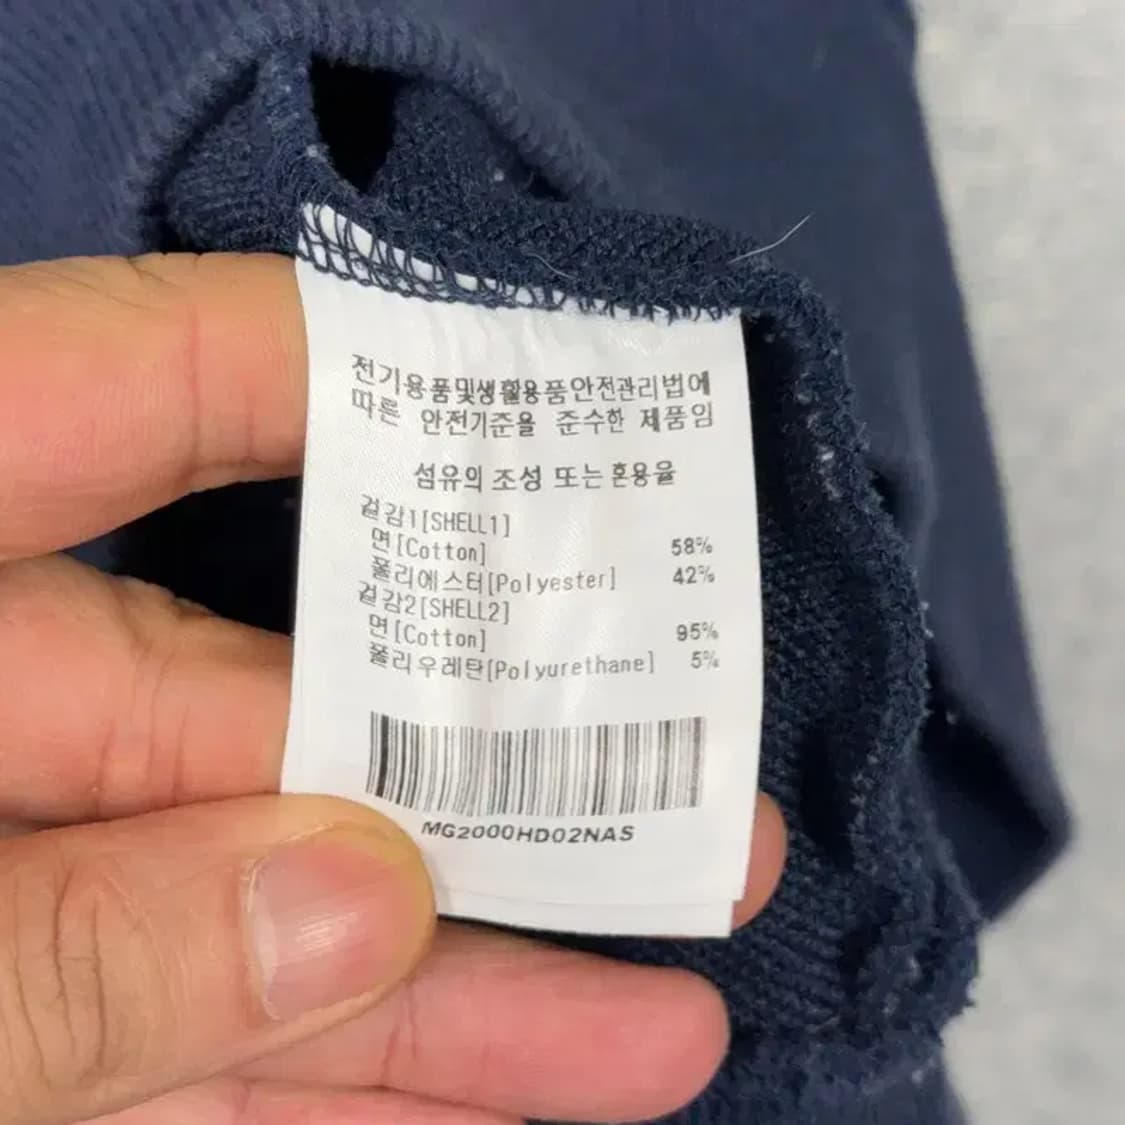 전기용품및생활용품안전관리법에
따른 안전기준을 준수한 제품임
섬유의 조성 또는 혼용율
겉감1[SHELL1]
면[Cotton] 58%
폴리에스터[Polyester] 42%
겉감2[SHELL2]
면[Cotton] 95%
폴리우레탄[Polyurethane] 5%
MG2000HD02NAS